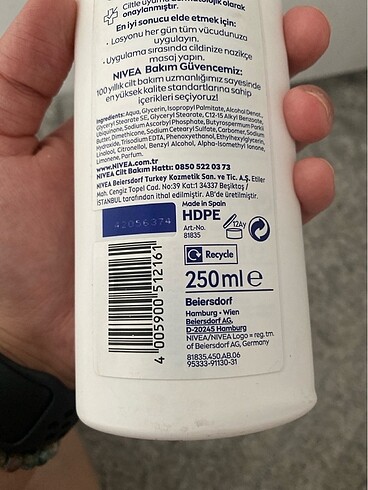 Ciltle uyumu dermatolojik olarak
onaylanmıştır.
En iyi sonucu elde etmek için:
• Losyonu her gün tüm vücudunuza
uygulayın.
• Uygulama sırasında cildinize nazikçe
masaj yapın.
NIVEA Bakım Güvencemiz:
100 yıllık cilt bakım uzmanlığımız sayesinde
en yüksek kalite standartlarına sahip
içerikleri seçiyoruz!
Ingredients: Aqua, Glycerin, Isopropyl Palmitate, Alcohol Denat.,
Glyceryl Stearate SE, Glyceryl Stearate, C12-15 Alkyl Benzoate,
Ubiquinone, Sodium Ascorbyl Phosphate, Butyrospermum Parkii
Butter, Dimethicone, Sodium Cetearyl Sulfate, Carbomer, Sodium
Hydroxide, Trisodium EDTA, Phenoxyethanol, Ethylhexylglycerin,
Linalool, Citronellol, Benzyl Alcohol, Alpha-Isomethyl Ionone,
Limonene, Parfum.
www.NIVEA.com.tr
NIVEA Cilt Bakım Hattı: 0850 522 03 73
NIVEA Beiersdorf Turkey Kozmetik San. ve Tic. A.Ş. Etiler
Mah. Cengiz Topel Cad. No:39 Kat:1 34337 Beşiktaş /
İSTANBUL tarafından ithal edilmiştir. AB'de üretilmiştir.
42056374
Made in Spain
HDPE
Art.-No.
81835
12Ay
Recycle
250 ml e
Beiersdorf
Hamburg • Wien
Beiersdorf AG,
D-20245 Hamburg
NIVEA/NIVEA Logo = reg. tm.
of Beiersdorf AG, Germany
81835.450.AB.06
95333-91130-31
4 005900 512161